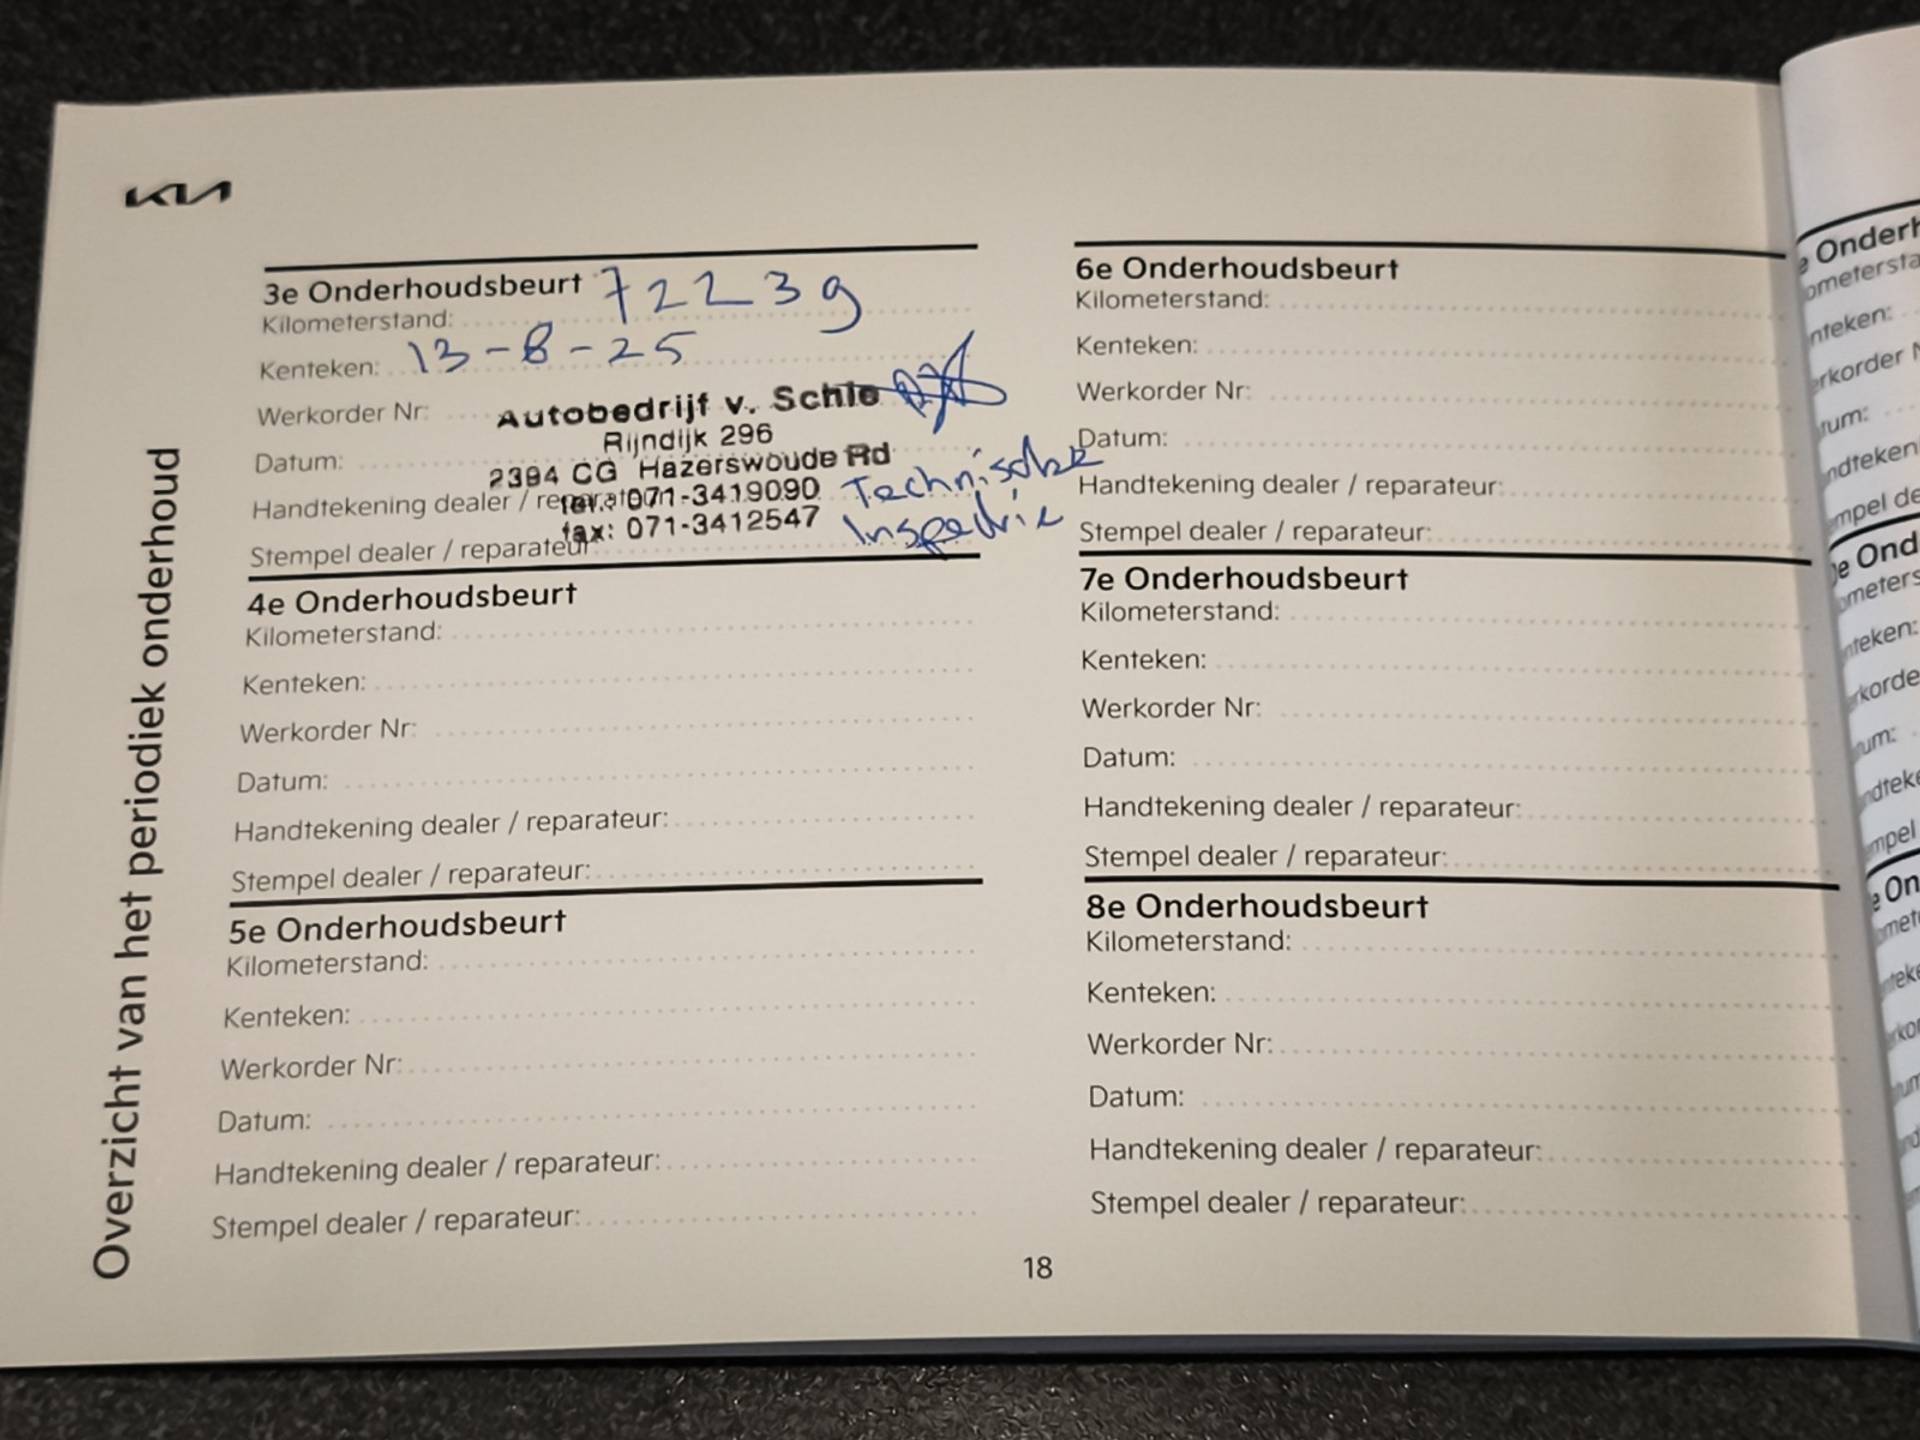 KIA
Overzicht van het periodiek onderhoud
3e Onderhoudsbeurt 72239
Kilometerstand:
Kenteken: 13-8-25
Werkorder Nr:
Autobedrijf v. Schie
Rijndijk 296
Datum:
2394 CG Hazerswoude Rd
Handtekening dealer / reparateur:
tel.: 071-3419090
fax: 071-3412547
Technische
Inspectie
Stempel dealer / reparateur:
4e Onderhoudsbeurt
Kilometerstand:
Kenteken:
Werkorder Nr:
Datum:
Handtekening dealer / reparateur:
Stempel dealer / reparateur:
5e Onderhoudsbeurt
Kilometerstand:
Kenteken:
Werkorder Nr:
Datum:
Handtekening dealer / reparateur:
Stempel dealer / reparateur:
6e Onderhoudsbeurt
Kilometerstand:
Kenteken:
Werkorder Nr:
Datum:
Handtekening dealer / reparateur:
Stempel dealer / reparateur:
7e Onderhoudsbeurt
Kilometerstand:
Kenteken:
Werkorder Nr:
Datum:
Handtekening dealer / reparateur:
Stempel dealer / reparateur:
8e Onderhoudsbeurt
Kilometerstand:
Kenteken:
Werkorder Nr:
Datum:
Handtekening dealer / reparateur:
Stempel dealer / reparateur:
18